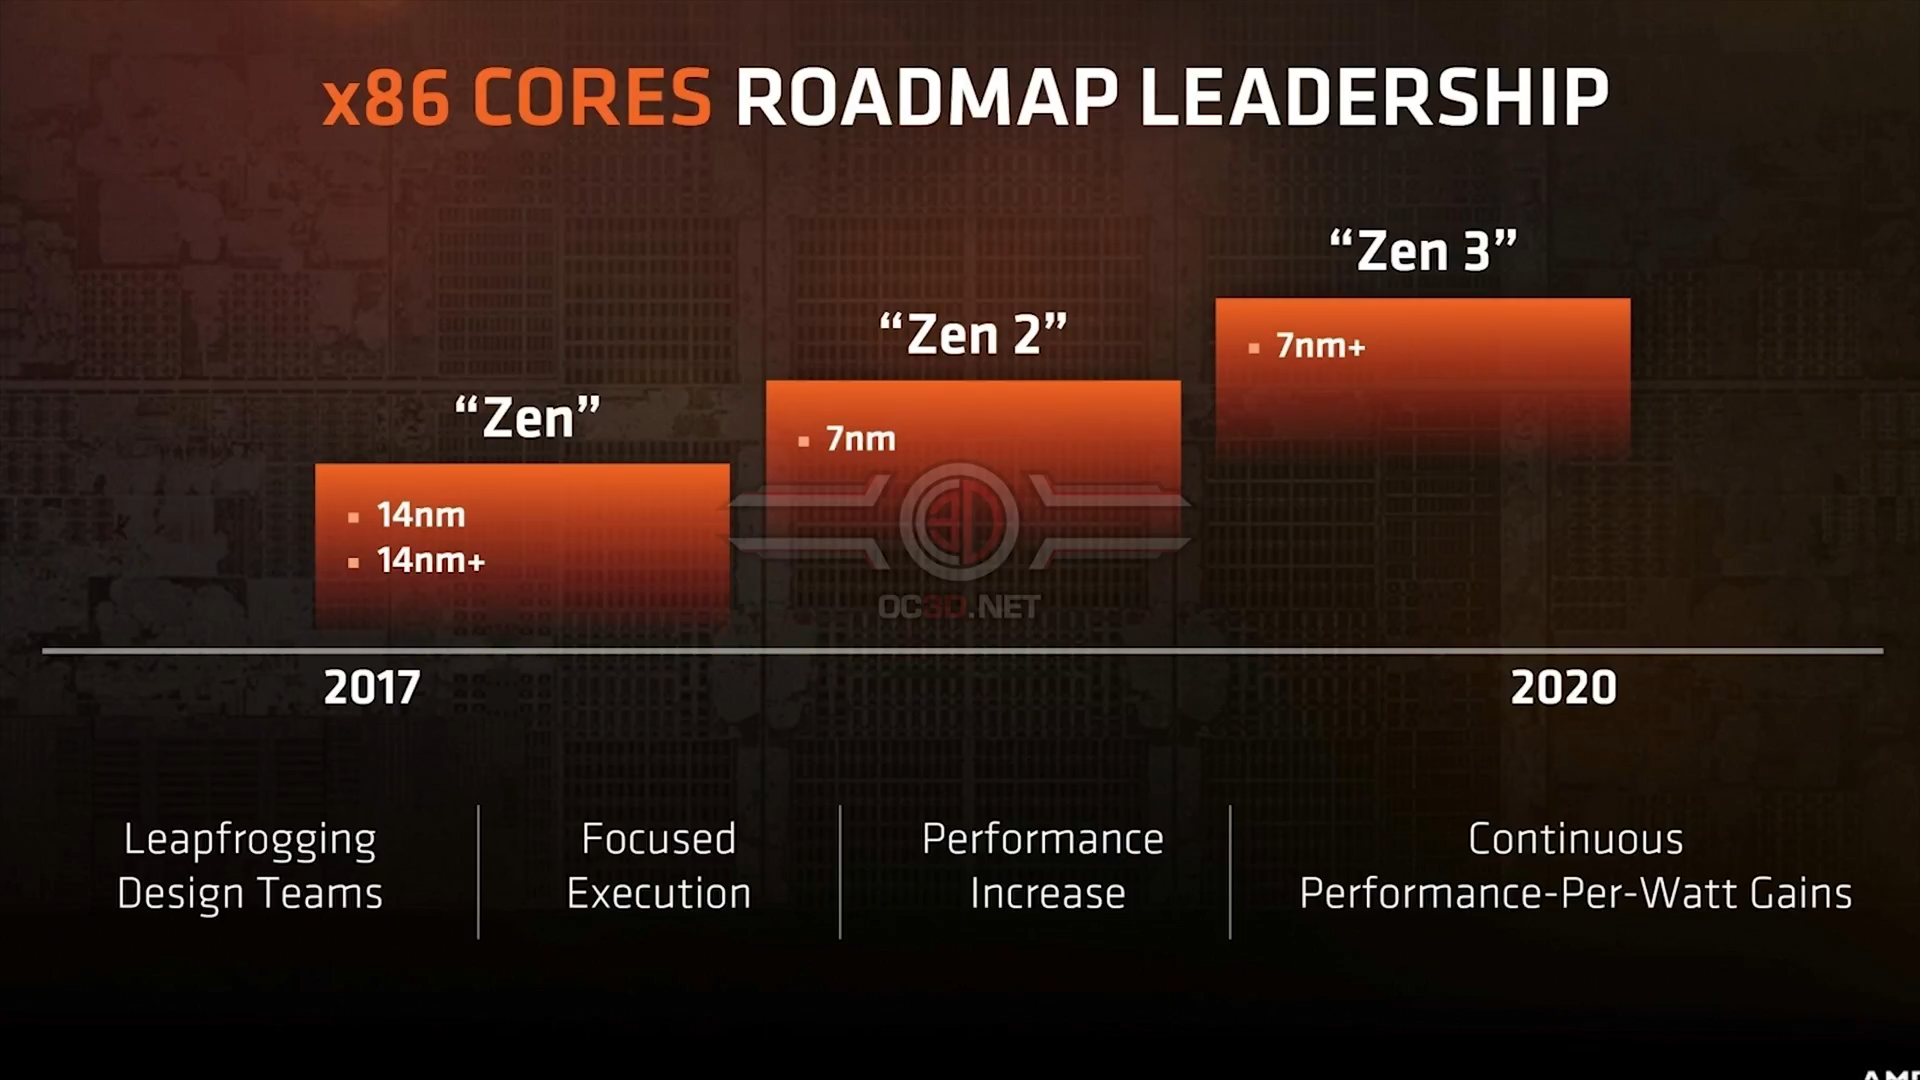 x86 CORES ROADMAP LEADERSHIP
“Zen”
▪ 14nm
▪ 14nm+
“Zen 2”
▪ 7nm
“Zen 3”
▪ 7nm+
OC3D.NET
2017
2020
Leapfrogging
Design Teams
Focused
Execution
Performance
Increase
Continuous
Performance-Per-Watt Gains